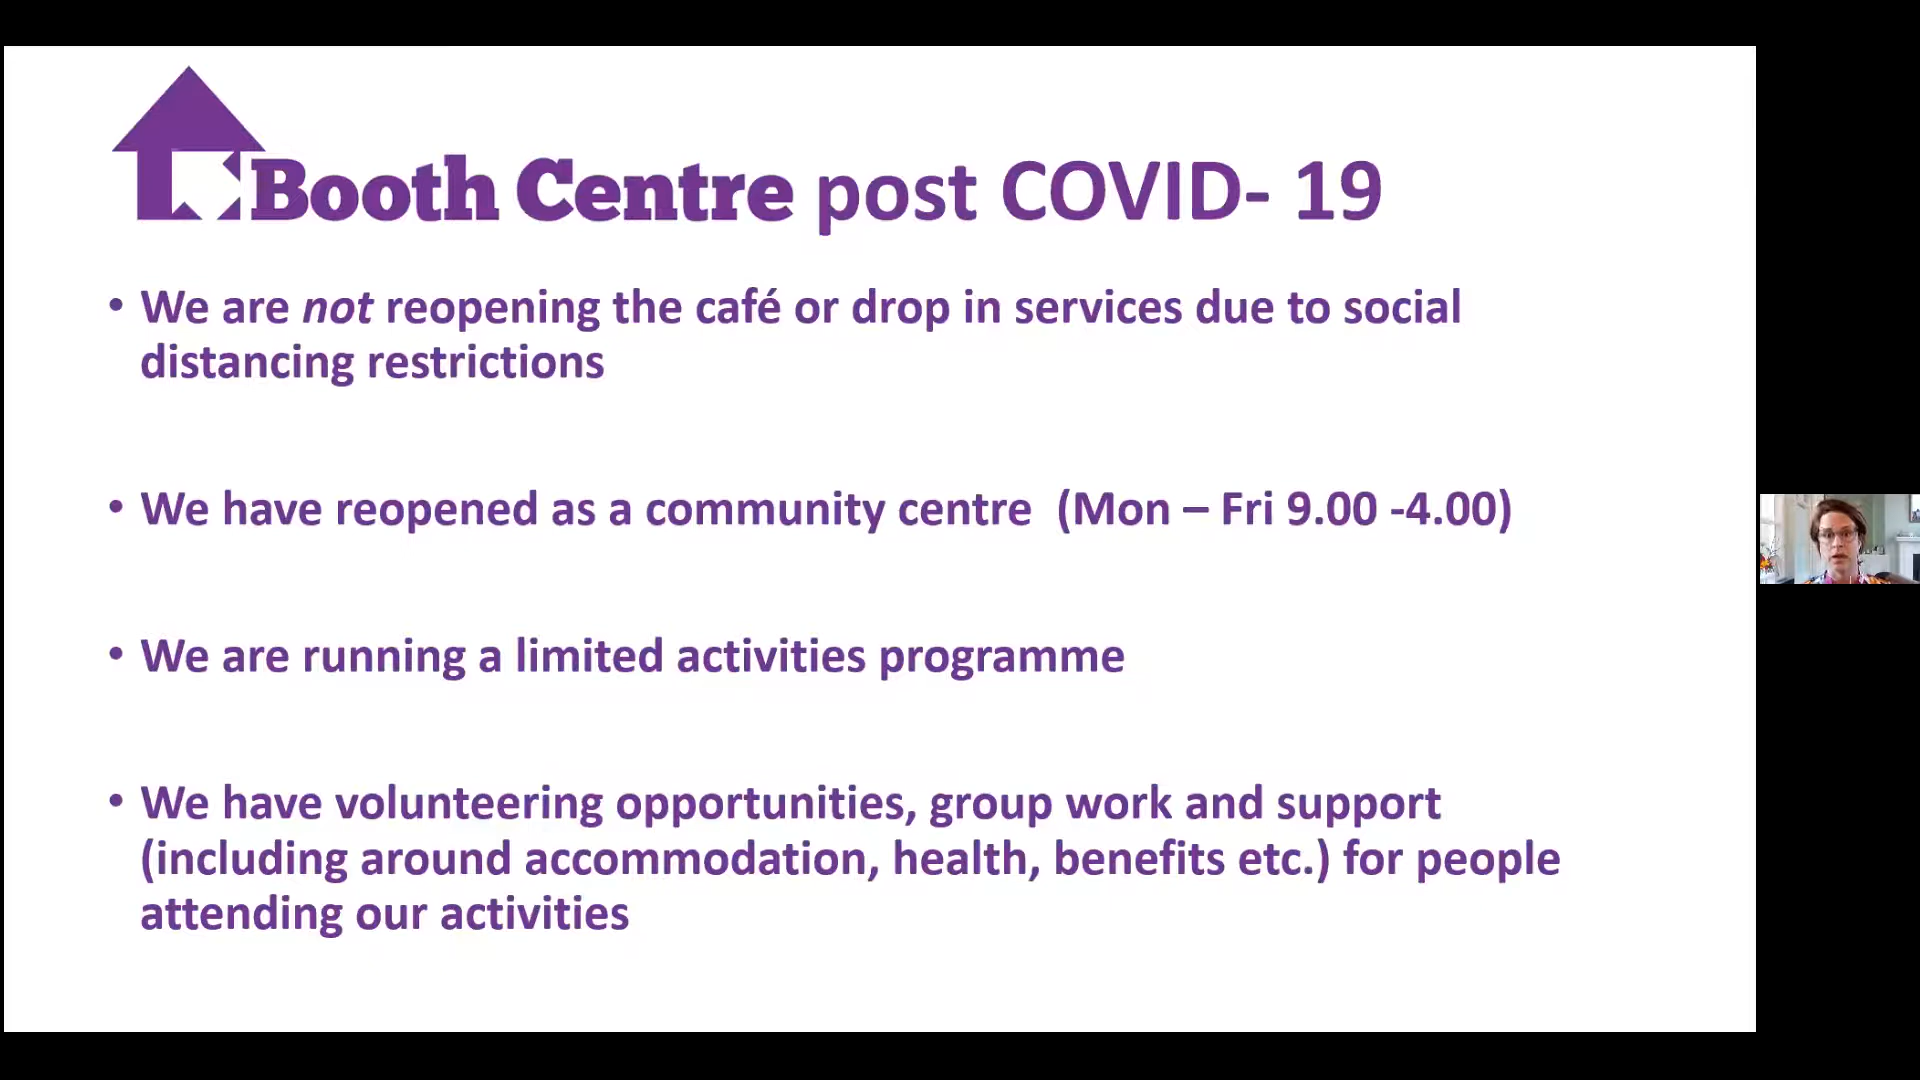 Booth Centre post COVID- 19
• We are not reopening the café or drop in services due to social
distancing restrictions
• We have reopened as a community centre  (Mon – Fri 9.00 -4.00)
• We are running a limited activities programme
• We have volunteering opportunities, group work and support
(including around accommodation, health, benefits etc.) for people
attending our activities